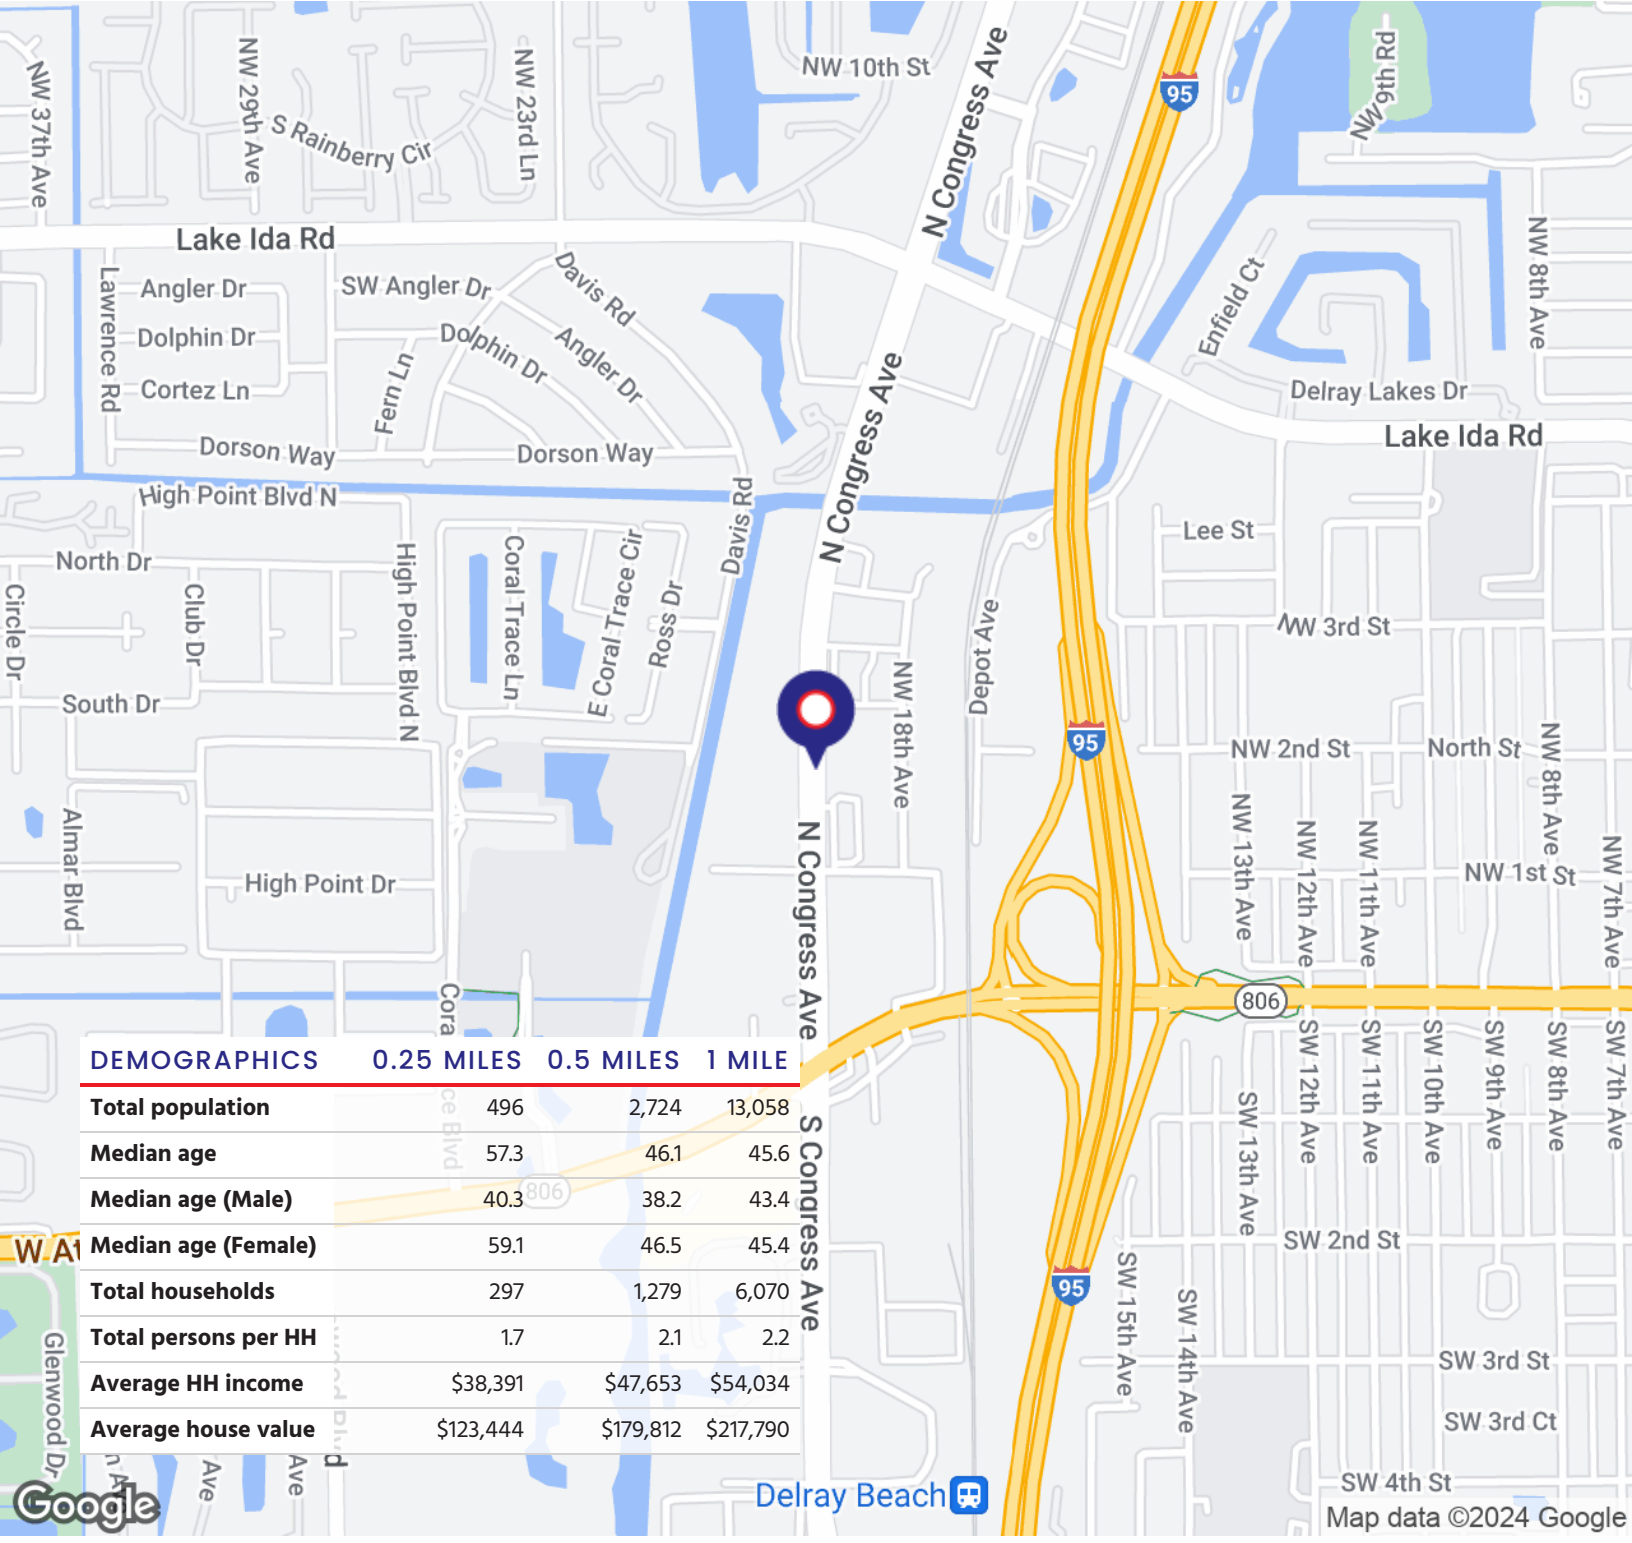 NW 10th St
N Congress Ave
95
NW 9th Rd
NW 37th Ave
NW 29th Ave
S Rainberry Cir
NW 23rd Ln
Lake Ida Rd
NW 8th Ave
Lawrence Rd
Angler Dr
SW Angler Dr
Davis Rd
Enfield Ct
Dolphin Dr
Dolphin Dr
Angler Dr
Cortez Ln
Fern Ln
N Congress Ave
Delray Lakes Dr
Lake Ida Rd
Dorson Way
Dorson Way
High Point Blvd N
Davis Rd
N Congress Ave
Lee St
North Dr
High Point Blvd N
Coral Trace Ln
E Coral Trace Cir
Ross Dr
Circle Dr
Club Dr
Depot Ave
NW 3rd St
South Dr
NW 18th Ave
95
NW 2nd St
North St
NW 8th Ave
Almar Blvd
N Congress Ave
NW 13th Ave
NW 12th Ave
NW 11th Ave
NW 1st St
NW 7th Ave
High Point Dr
Cora
806
SW 12th Ave
SW 11th Ave
SW 10th Ave
SW 9th Ave
SW 8th Ave
SW 7th Ave
DEMOGRAPHICS 0.25 MILES 0.5 MILES 1 MILE
Total population 496 2,724 13,058
Median age 57.3 46.1 45.6
Median age (Male) 40.3 38.2 43.4
Median age (Female) 59.1 46.5 45.4
Total households 297 1,279 6,070
Total persons per HH 1.7 2.1 2.2
Average HH income $38,391 $47,653 $54,034
Average house value $123,444 $179,812 $217,790
ce Blvd
806
W At
S Congress Ave
SW 13th Ave
SW 2nd St
95
SW 15th Ave
SW 14th Ave
Glenwood Dr
SW 3rd St
SW 3rd Ct
Ave
Ave
SW 4th St
Delray Beach
Google
Map data ©2024 Google